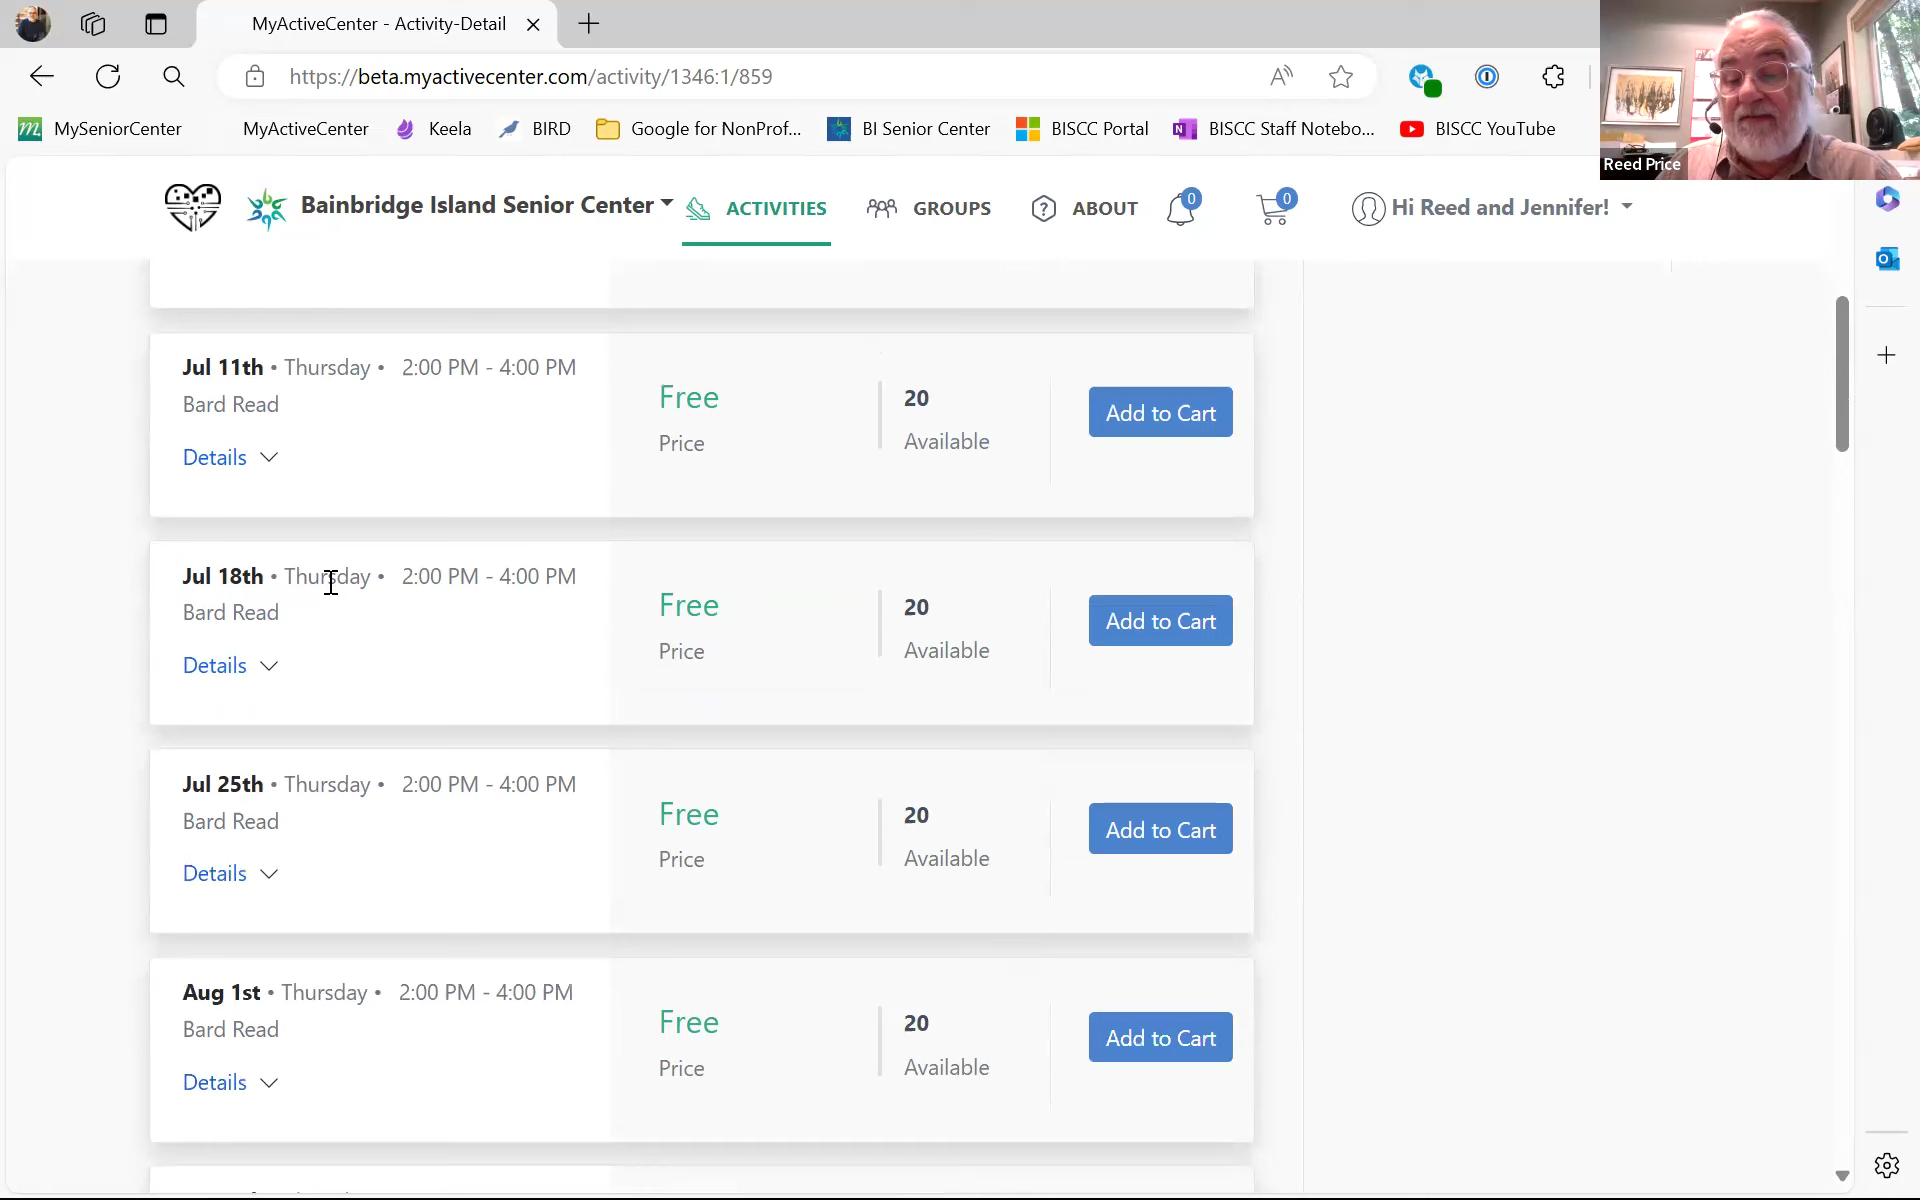 MyActiveCenter - Activity-Detail
https://beta.myactivecenter.com/activity/1346:1/859
MySeniorCenter
MyActiveCenter
Keela
BIRD
Google for NonProf...
BI Senior Center
BISCC Portal
BISCC Staff Notebo...
BISCC YouTube
Reed Price
Bainbridge Island Senior Center
ACTIVITIES
GROUPS
ABOUT
0
0
Hi Reed and Jennifer!
Jul 11th • Thursday • 2:00 PM - 4:00 PM
Bard Read
Details
Free
Price
20
Available
Add to Cart
Jul 18th • Thursday • 2:00 PM - 4:00 PM
Bard Read
Details
Free
Price
20
Available
Add to Cart
Jul 25th • Thursday • 2:00 PM - 4:00 PM
Bard Read
Details
Free
Price
20
Available
Add to Cart
Aug 1st • Thursday • 2:00 PM - 4:00 PM
Bard Read
Details
Free
Price
20
Available
Add to Cart